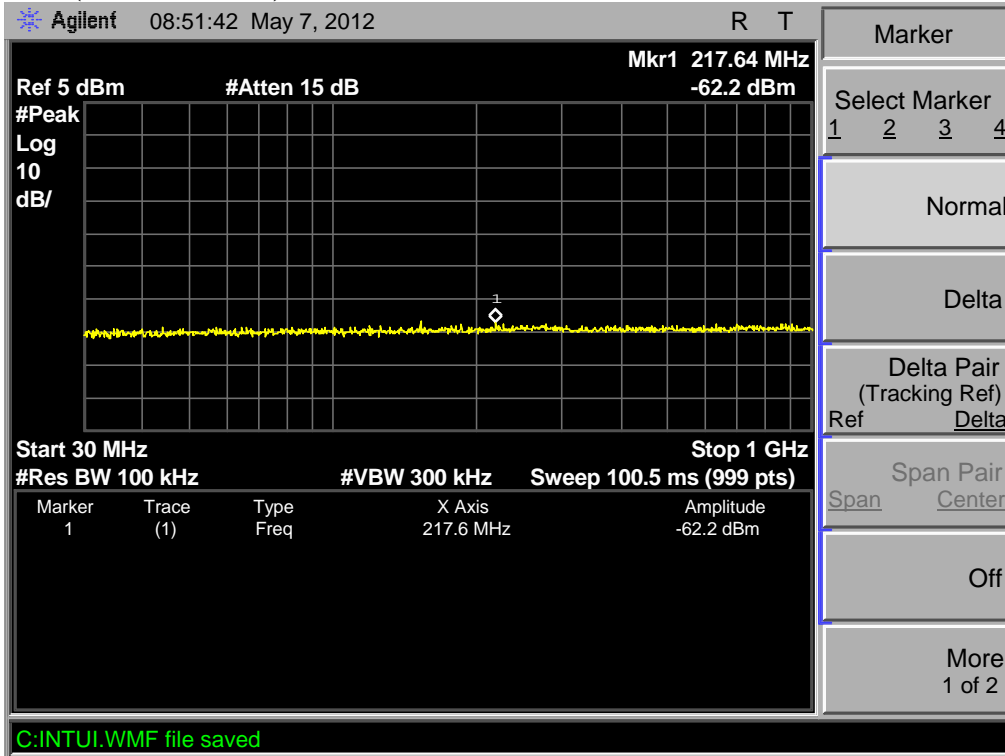 Agilent 08:51:42 May 7, 2012 R T
Mkr1 217.64 MHz
Ref 5 dBm #Atten 15 dB -62.2 dBm
#Peak
Log
10
dB/
1
Start 30 MHz Stop 1 GHz
#Res BW 100 kHz #VBW 300 kHz Sweep 100.5 ms (999 pts)
Marker Trace Type X Axis Amplitude
1 (1) Freq 217.6 MHz -62.2 dBm
C:INTUI.WMF file saved
Marker
Select Marker
1 2 3 4
Normal
Delta
Delta Pair
(Tracking Ref)
Ref Delta
Span Pair
Span Center
Off
More
1 of 2